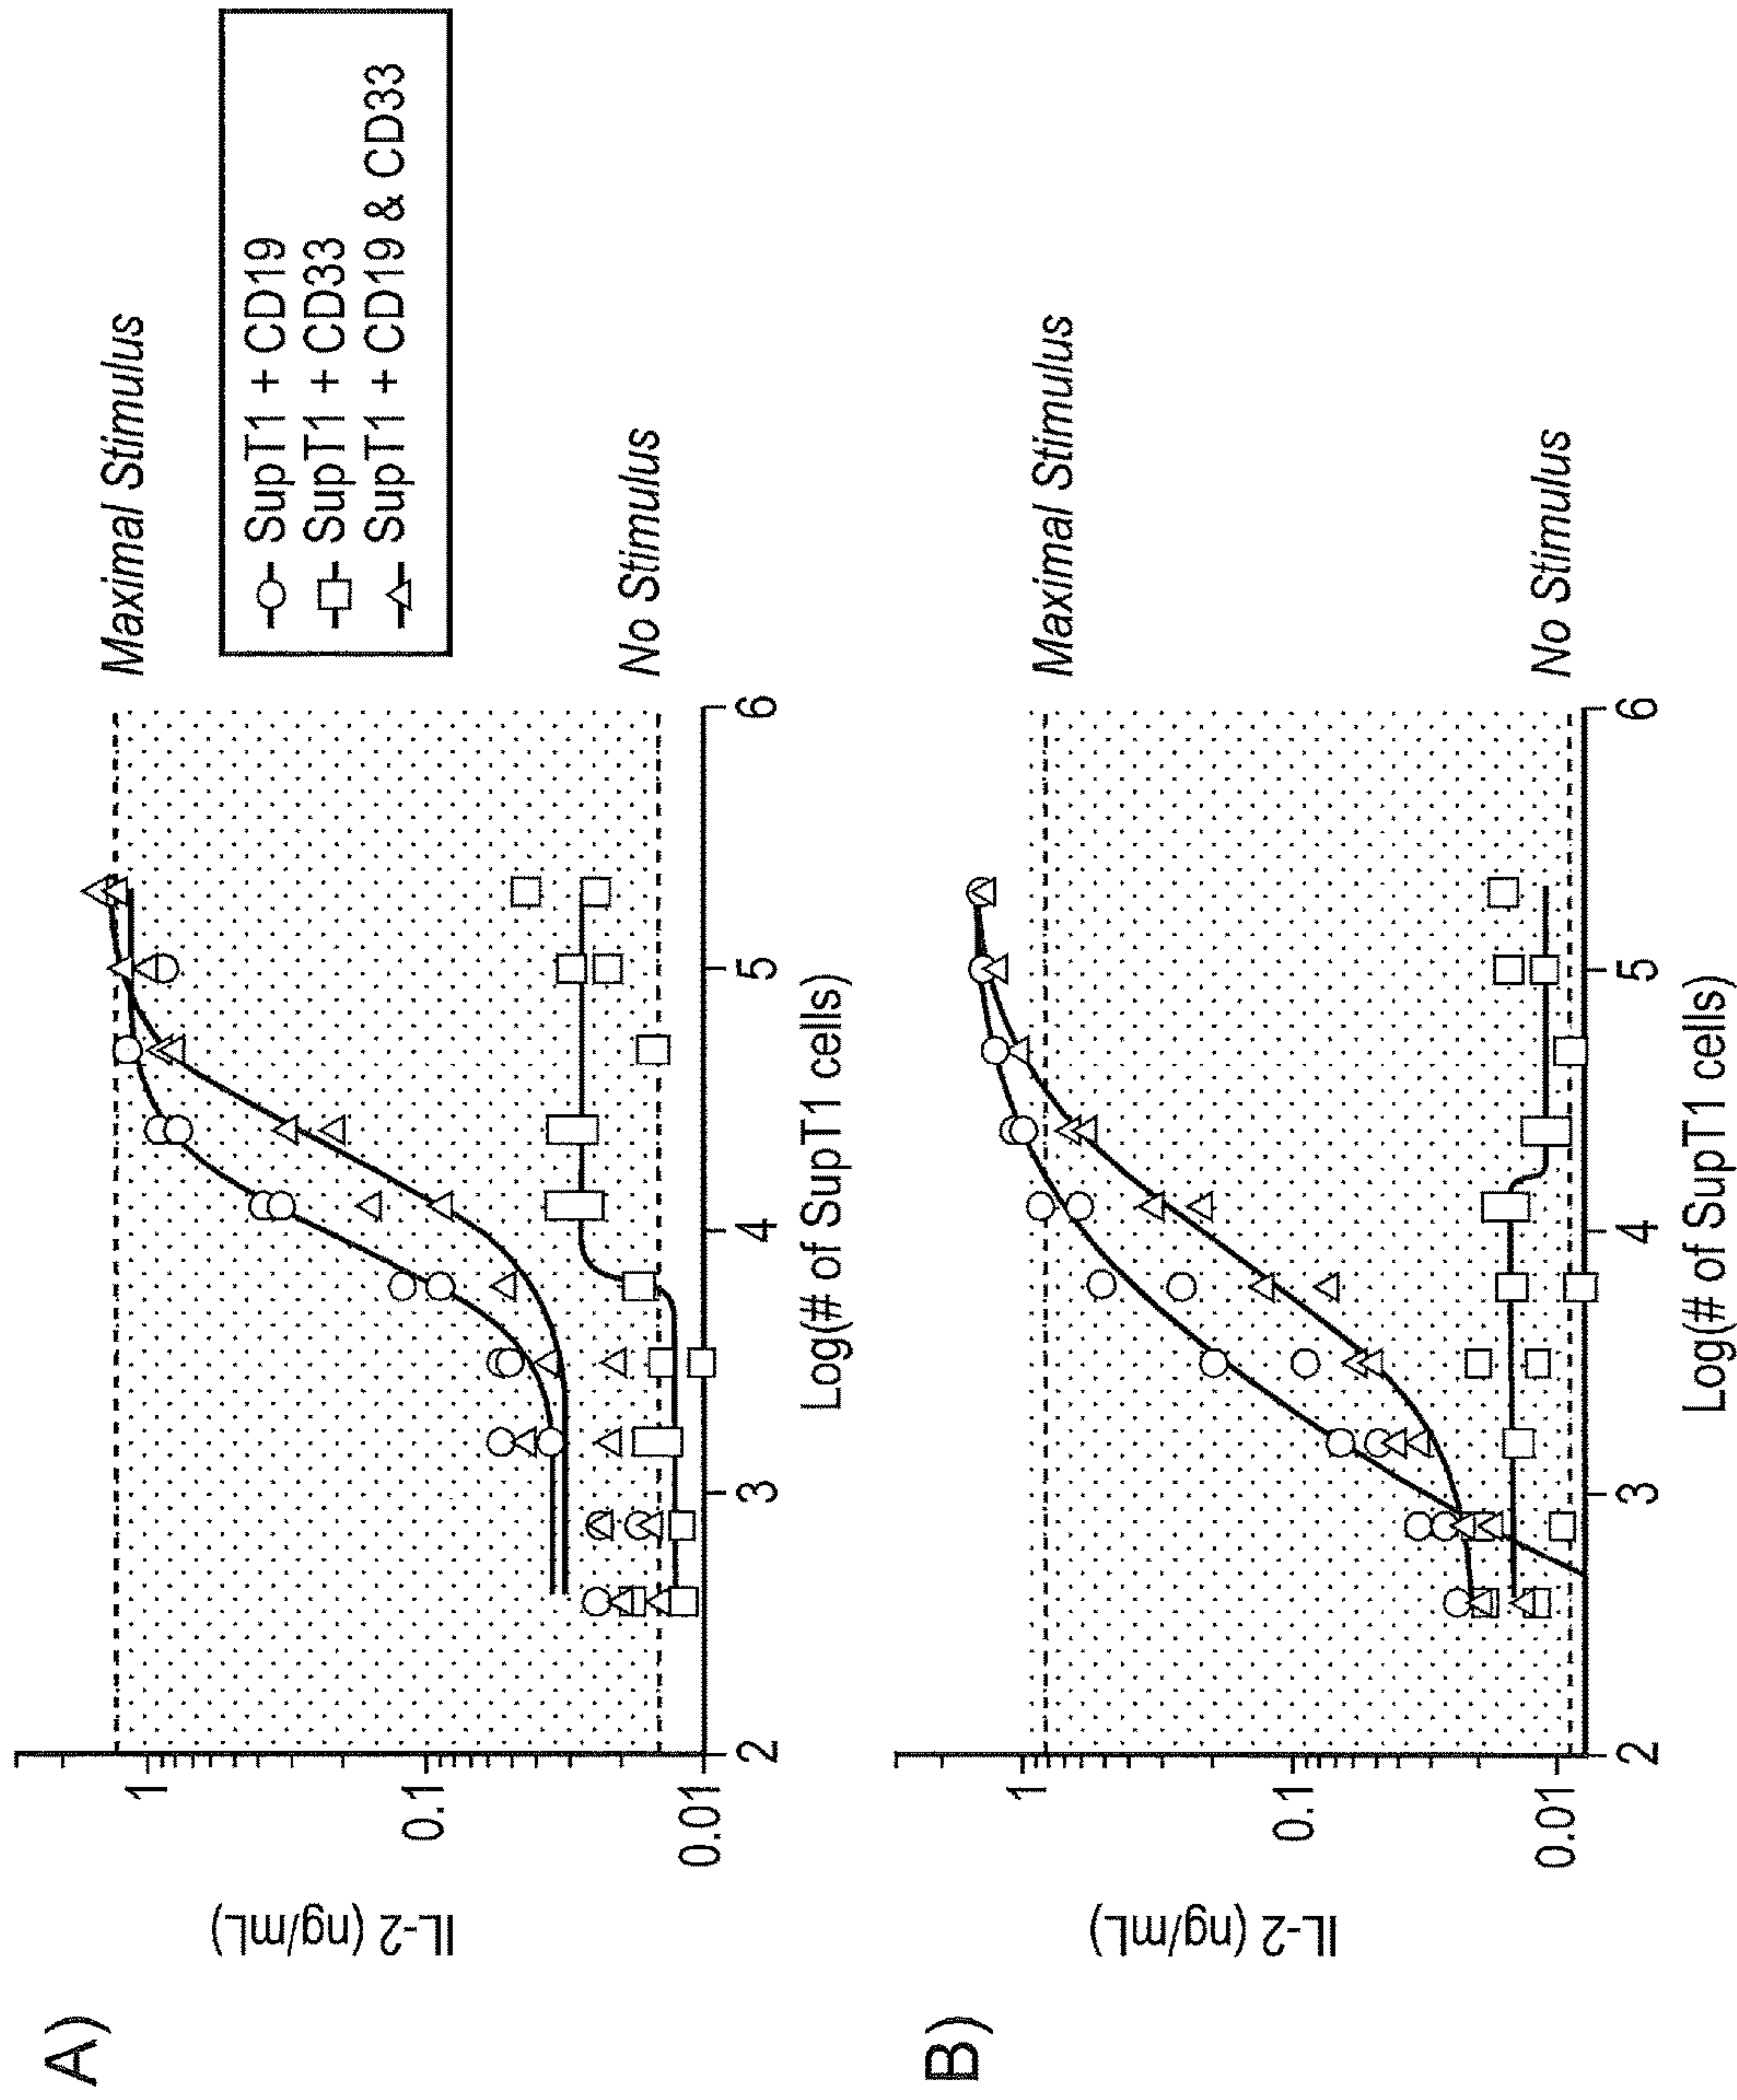 A)
IL-2 (ng/mL)
1
0.1
0.01
2
3
4
5
6
Log(# of SupT1 cells)
Maximal Stimulus
No Stimulus
SupT1 + CD19
SupT1 + CD33
SupT1 + CD19 & CD33
B)
IL-2 (ng/mL)
1
0.1
0.01
2
3
4
5
6
Log(# of SupT1 cells)
Maximal Stimulus
No Stimulus